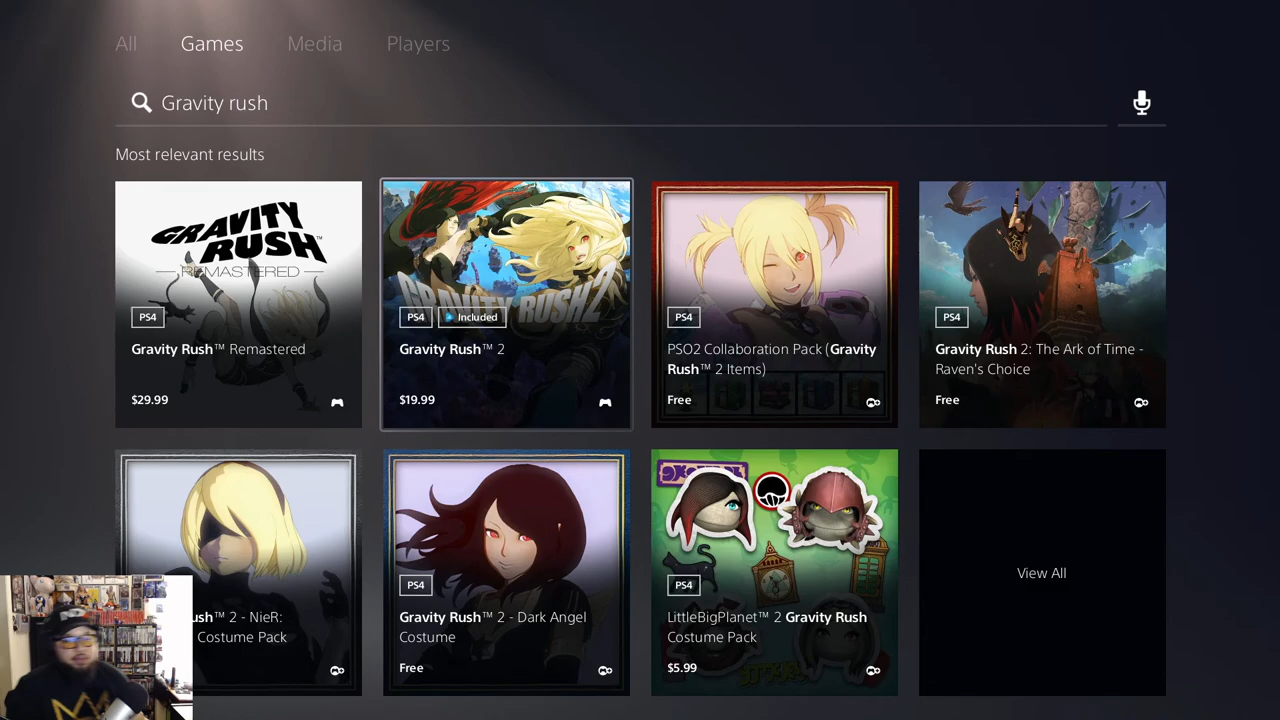 All
Games
Media
Players
Gravity rush
Most relevant results
GRAVITY
RUSH™
REMASTERED
PS4
Gravity Rush™ Remastered
$29.99
GRAVITY RUSH 2
PS4
Included
Gravity Rush™ 2
$19.99
PS4
PSO2 Collaboration Pack (Gravity
Rush™ 2 Items)
Free
PS4
Gravity Rush 2: The Ark of Time -
Raven's Choice
Free
ush™ 2 - NieR:
Costume Pack
PS4
Gravity Rush™ 2 - Dark Angel
Costume
Free
PS4
LittleBigPlanet™ 2 Gravity Rush
Costume Pack
$5.99
View All